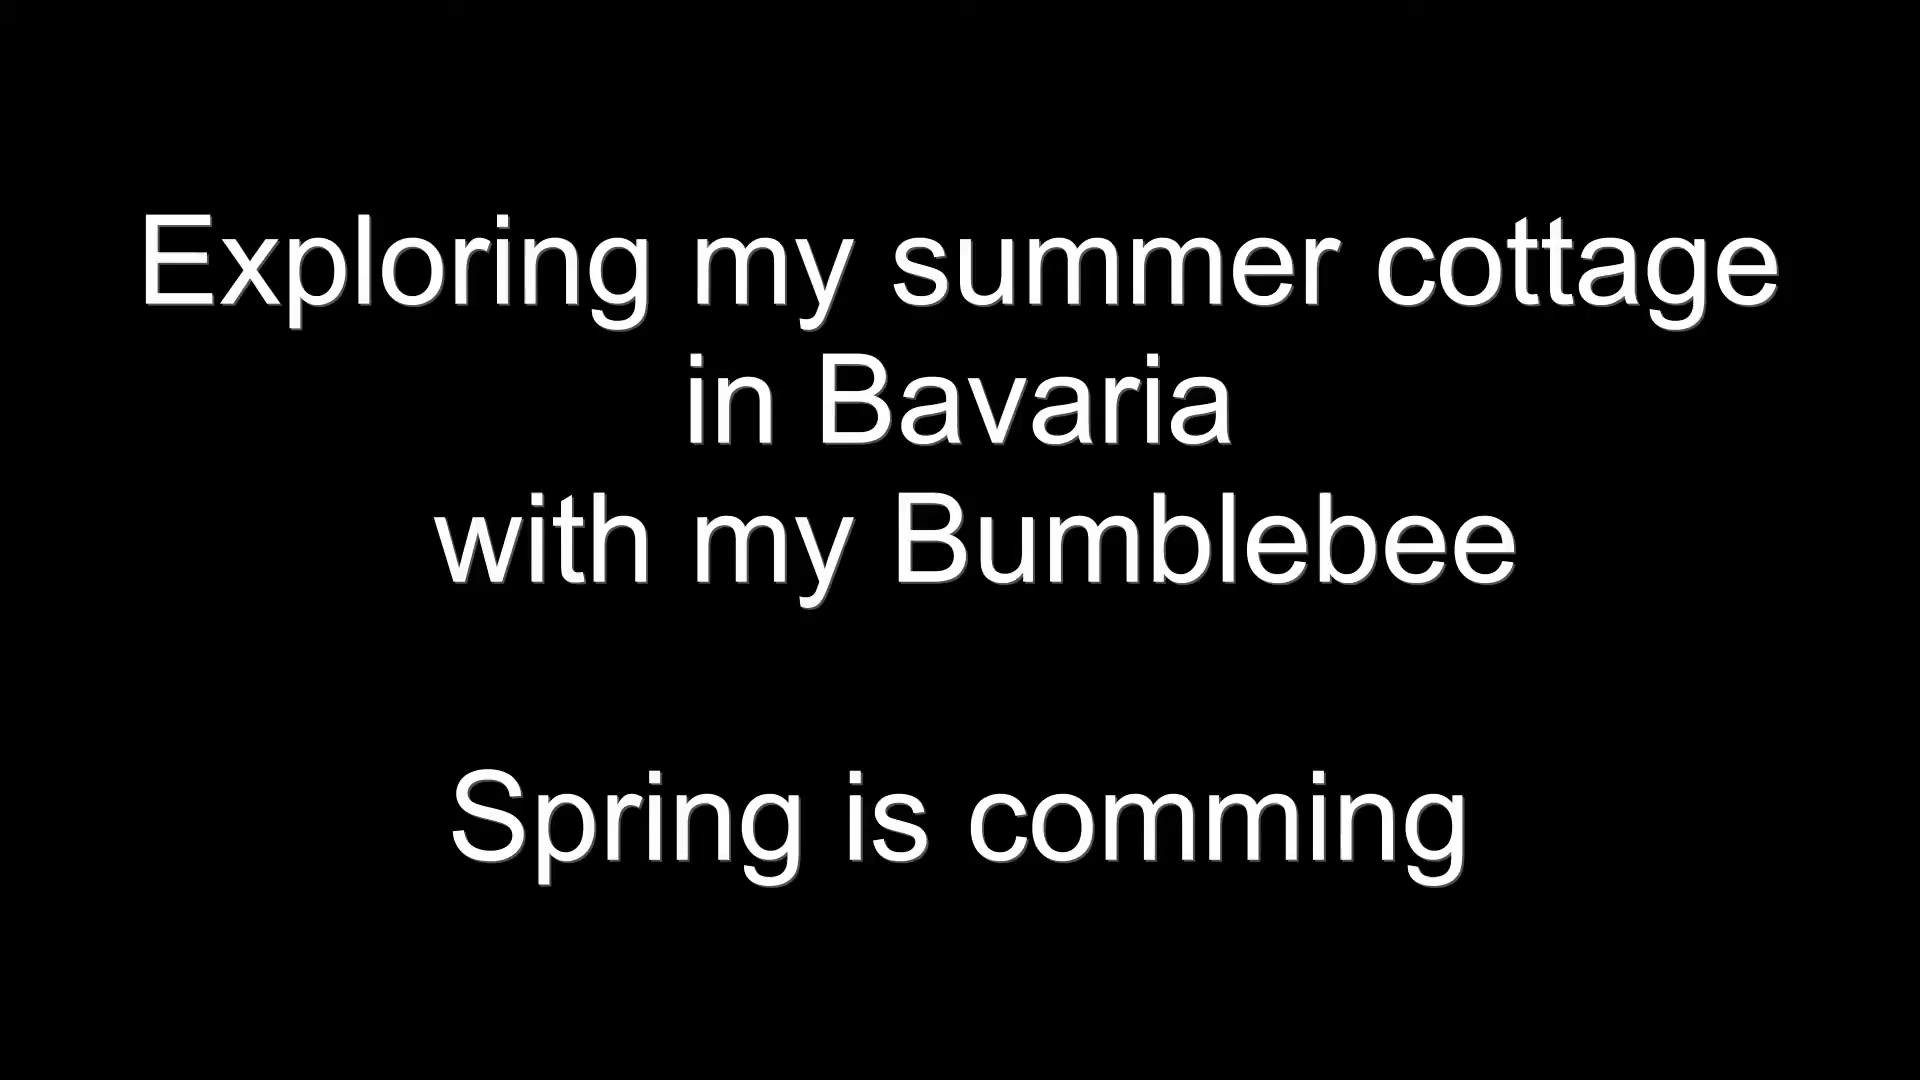 Exploring my summer cottage
in Bavaria
with my Bumblebee
Spring is comming